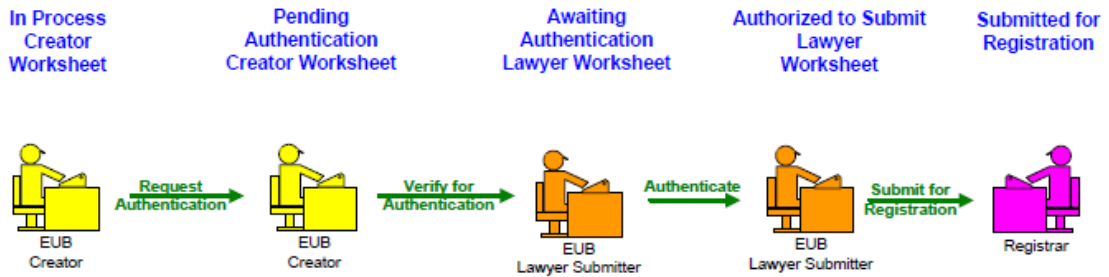 In Process
Creator
Worksheet
Pending
Authentication
Creator Worksheet
Awaiting
Authentication
Lawyer Worksheet
Authorized to Submit
Lawyer
Worksheet
Submitted for
Registration
Request
Authentication
Verify for
Authentication
Authenticate
Submit for
Registration
EUB
Creator
EUB
Creator
EUB
Lawyer Submitter
EUB
Lawyer Submitter
Registrar